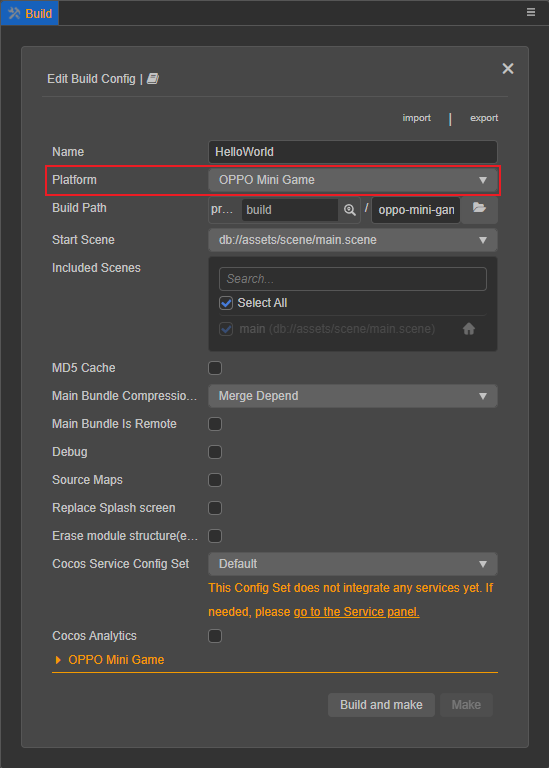 Build
Edit Build Config |
import | export
Name HelloWorld
Platform OPPO Mini Game
Build Path pr… build / oppo-mini-gam
Start Scene db://assets/scene/main.scene
Included Scenes
Search...
Select All
main (db://assets/scene/main.scene)
MD5 Cache
Main Bundle Compressio… Merge Depend
Main Bundle Is Remote
Debug
Source Maps
Replace Splash screen
Erase module structure(e…
Cocos Service Config Set Default
This Config Set does not integrate any services yet. If
needed, please go to the Service panel.
Cocos Analytics
OPPO Mini Game
Build and make Make